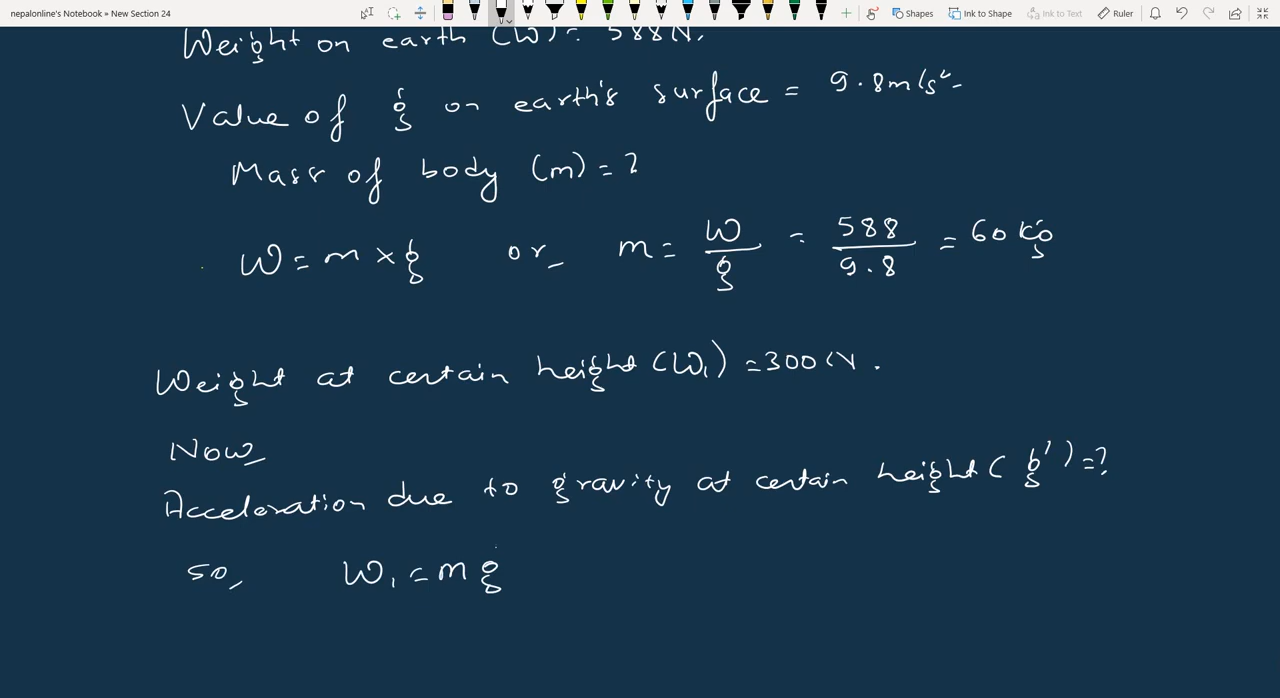 nepalonline's Notebook » New Section 24
Shapes Ink to Shape Ink to Text Ruler
Weight on earth (W) = 588N.
Value of g on earth's surface = 9.8m/s²
Mass of body (m) = ?
W = m × g or, m = W/g = 588/9.8 = 60 kg
Weight at certain height (W₁) = 300N.
Now,
Acceleration due to gravity at certain height (g') = ?
so, W₁ = mg